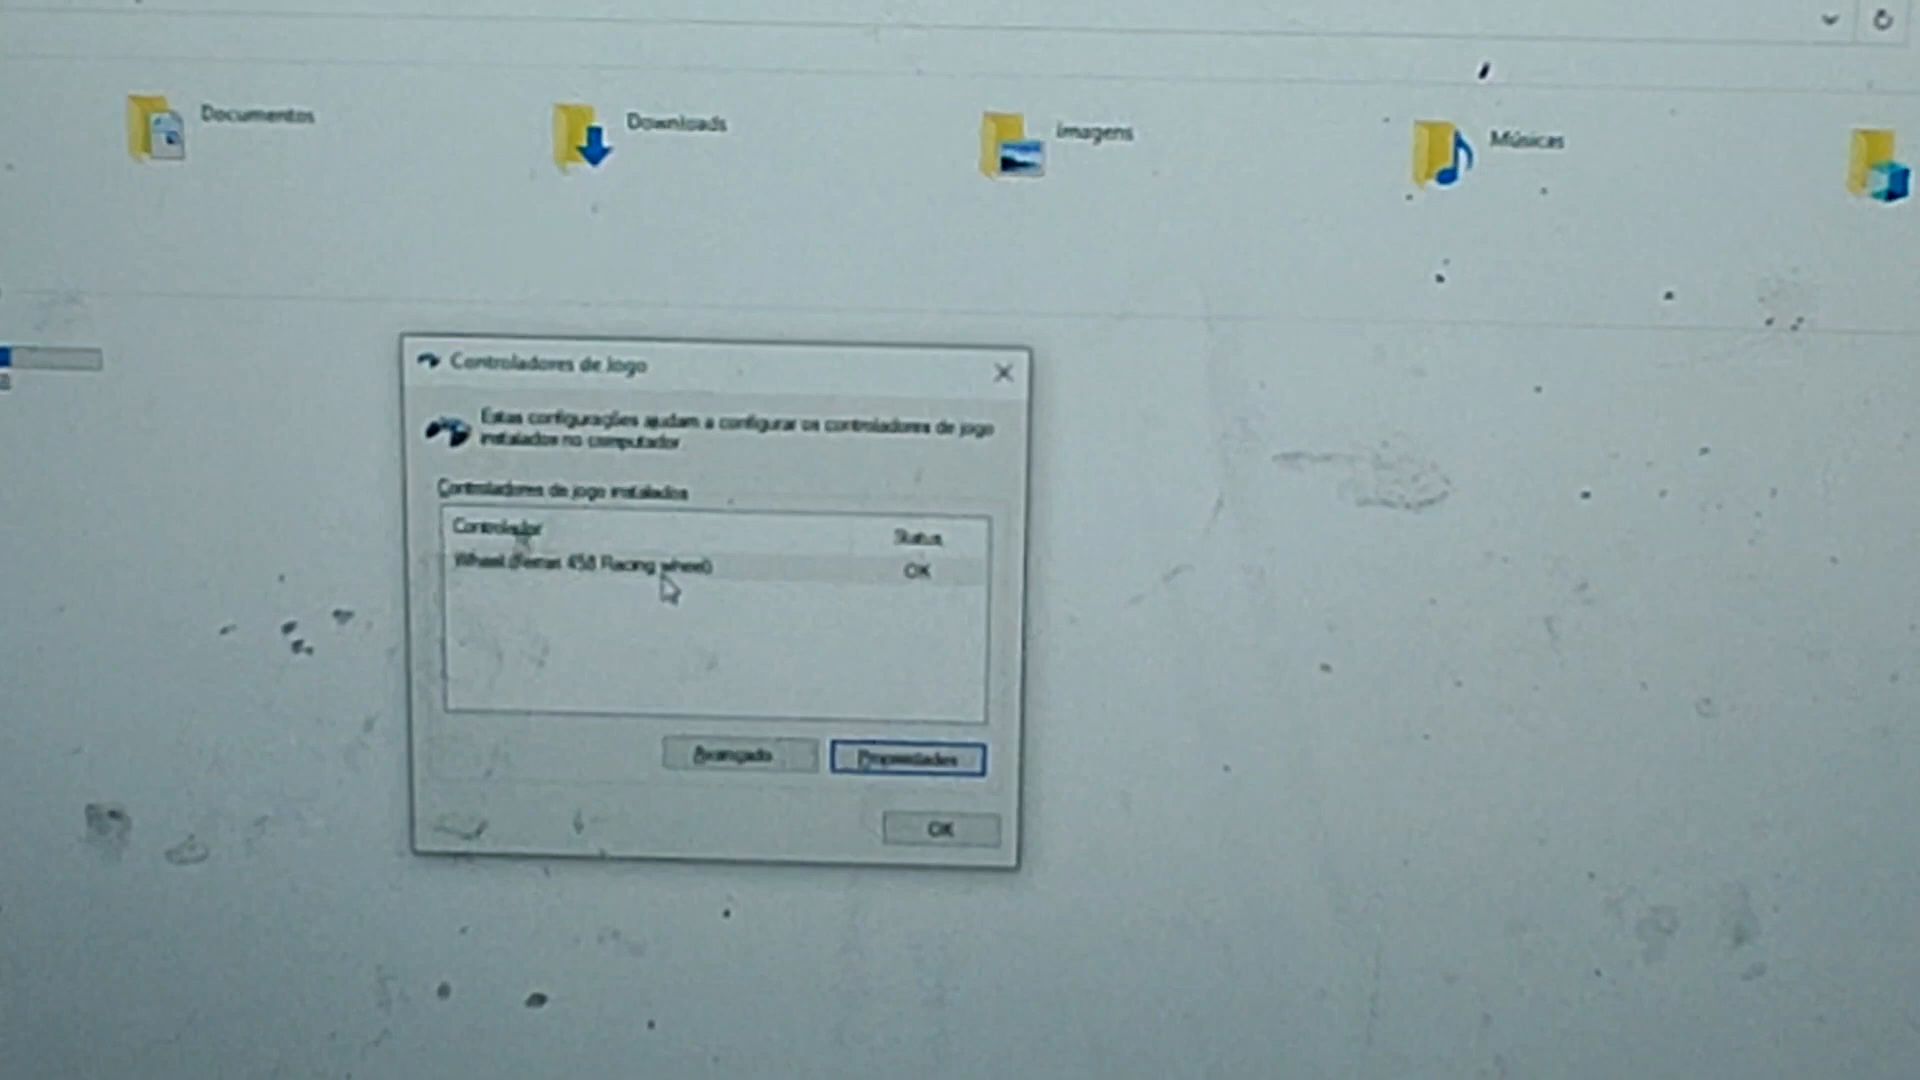 Documentos
Downloads
Imagens
Músicas
Controladores de Jogo
Estas configurações ajudam a configurar os controladores de jogo
instalados no computador.
Controladores de jogo instalados
Controlador
Status
Wheel (Ferrari 458 Racing wheel)
OK
Avançado
Propriedades
OK